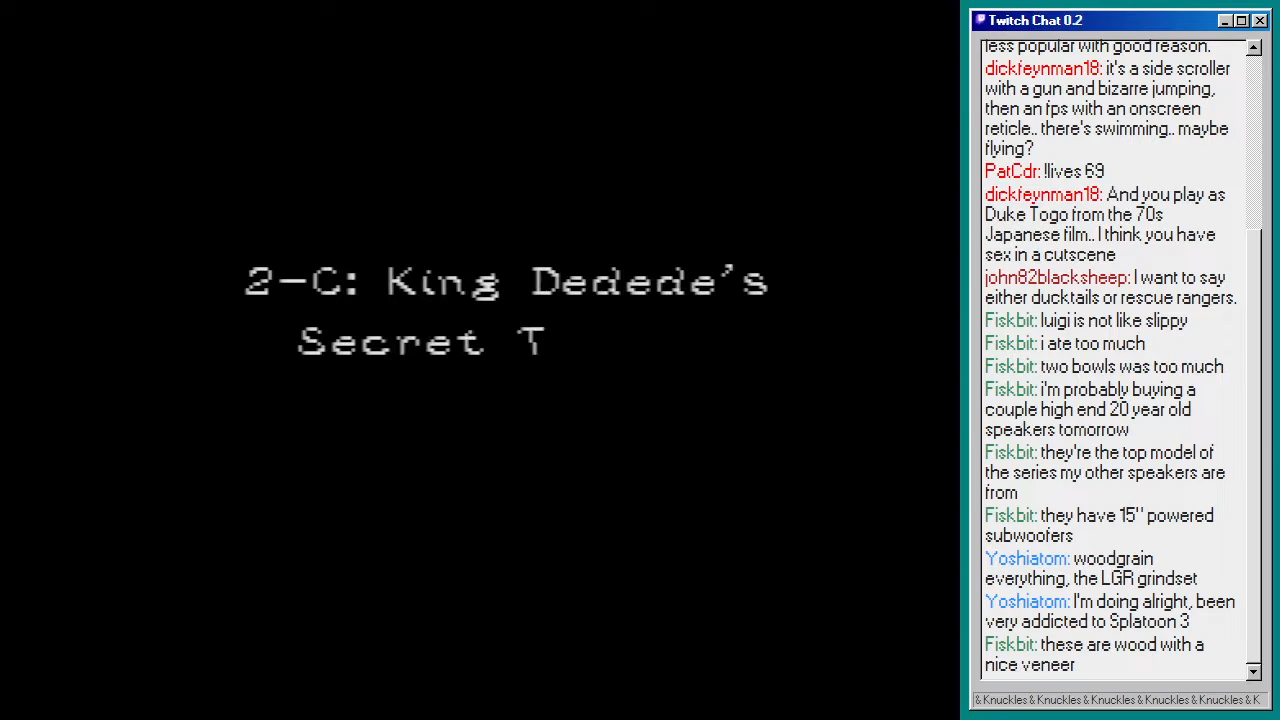 2-C: King Dedede's
Secret T
Twitch Chat 0.2
less popular with good reason.
dickfeynman18: it's a side scroller
with a gun and bizarre jumping,
then an fps with an onscreen
reticle.. there's swimming.. maybe
flying?
PatCdr: !lives 69
dickfeynman18: And you play as
Duke Togo from the 70s
Japanese film.. I think you have
sex in a cutscene
john82blacksheep: I want to say
either ducktails or rescue rangers.
Fiskbit: luigi is not like slippy
Fiskbit: i ate too much
Fiskbit: two bowls was too much
Fiskbit: i'm probably buying a
couple high end 20 year old
speakers tomorrow
Fiskbit: they're the top model of
the series my other speakers are
from
Fiskbit: they have 15" powered
subwoofers
Yoshiatom: woodgrain
everything, the LGR grindset
Yoshiatom: I'm doing alright, been
very addicted to Splatoon 3
Fiskbit: these are wood with a
nice veneer
& Knuckles & Knuckles & Knuckles & Knuckles & Knuckles & K